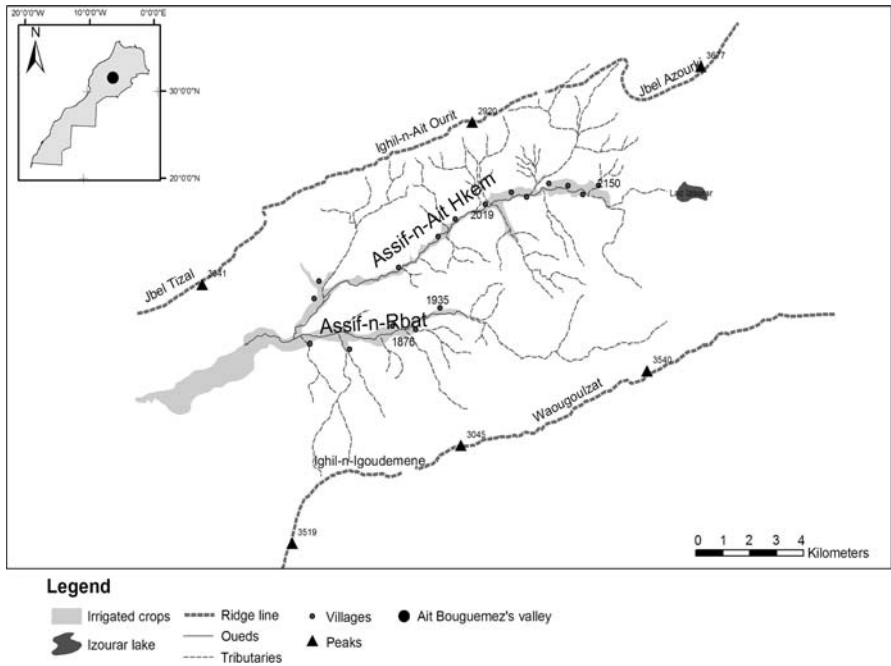 20°0'0"W 10°0'0"W 0°0'0"E
N
30°0'0"N
20°0'0"N
Jbel Azourki
3677
2920
Ighil-n-Ait Ourit
2150
Assif-n-Ait Hkem
2019
Jbel Tizal
Assif-n-Rbat
1935
1876
3540
Waougoulzat
3045
Ighil-n-Igoudemene
3519
0 1 2 3 4
Kilometers
Legend
Irrigated crops
Izourar lake
Ridge line
Oueds
Tributaries
Villages
Peaks
Ait Bouguemez's valley